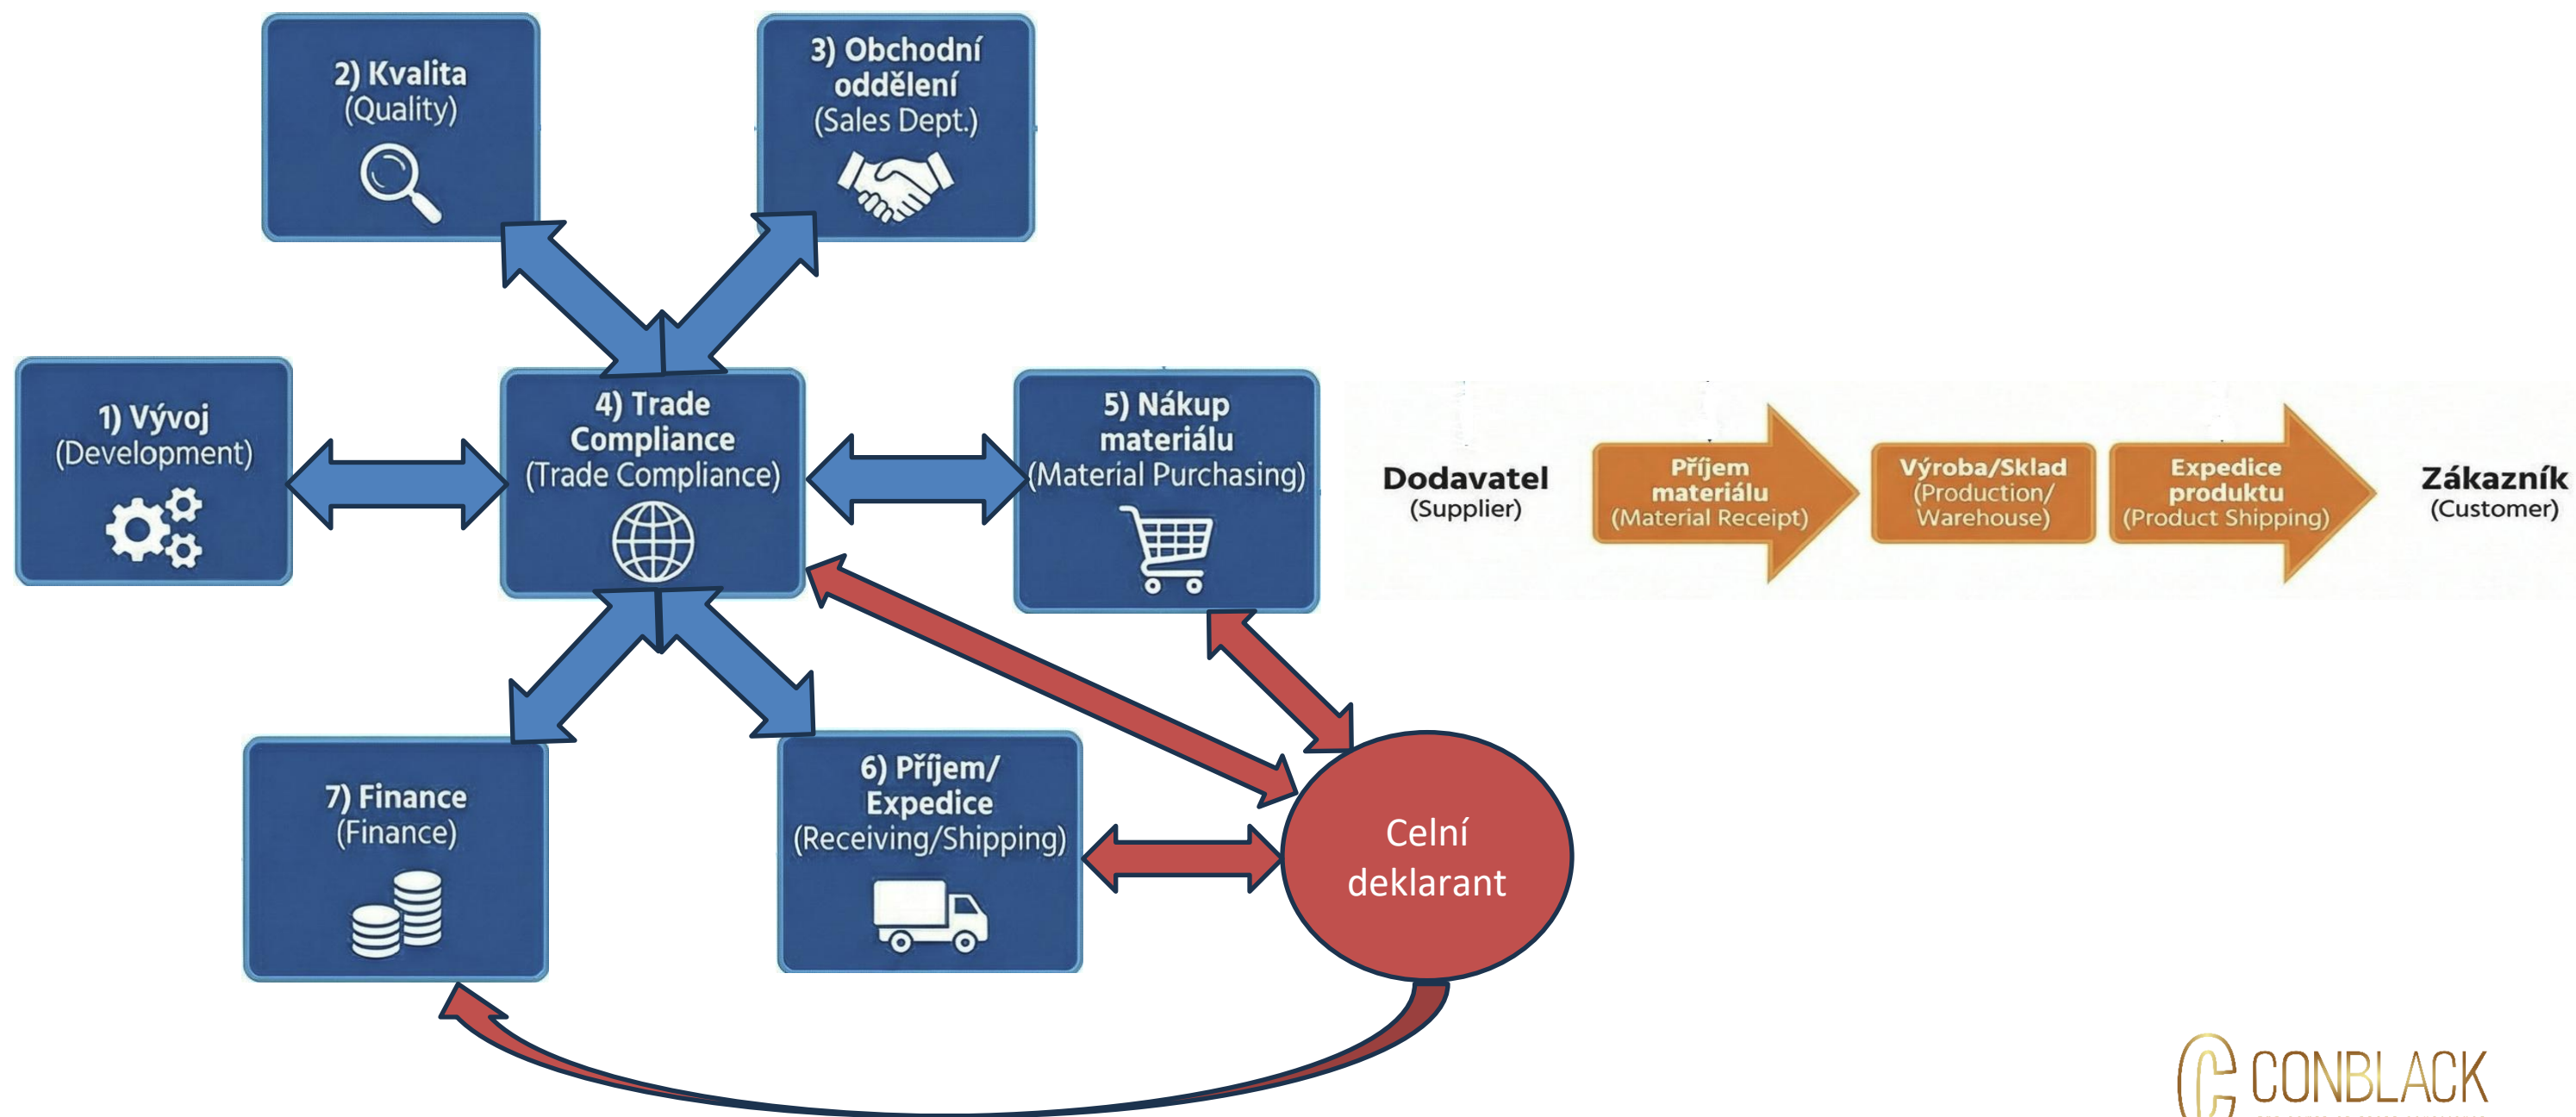 2) Kvalita
(Quality)
3) Obchodní
oddělení
(Sales Dept.)
1) Vývoj
(Development)
4) Trade
Compliance
(Trade Compliance)
5) Nákup
materiálu
(Material Purchasing)
Dodavatel
(Supplier)
Příjem
materiálu
(Material Receipt)
Výroba/Sklad
(Production/
Warehouse)
Expedice
produktu
(Product Shipping)
Zákazník
(Customer)
7) Finance
(Finance)
6) Příjem/
Expedice
(Receiving/Shipping)
Celní
deklarant
CONBLACK